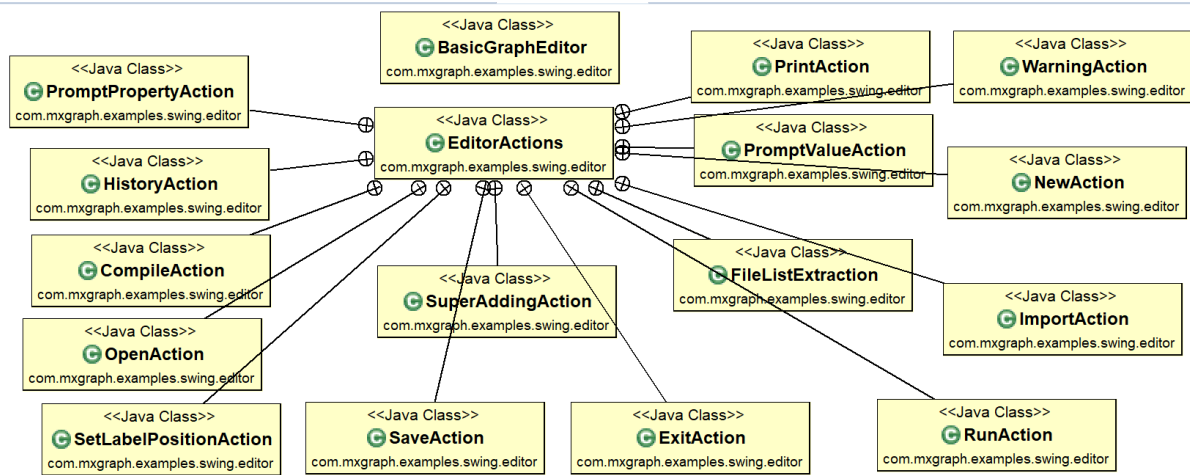 <<Java Class>>
BasicGraphEditor
com.mxgraph.examples.swing.editor
<<Java Class>>
PrintAction
com.mxgraph.examples.swing.editor
<<Java Class>>
WarningAction
com.mxgraph.examples.swing.editor
<<Java Class>>
PromptPropertyAction
com.mxgraph.examples.swing.editor
<<Java Class>>
EditorActions
com.mxgraph.examples.swing.editor
<<Java Class>>
PromptValueAction
com.mxgraph.examples.swing.editor
<<Java Class>>
HistoryAction
com.mxgraph.examples.swing.editor
<<Java Class>>
NewAction
com.mxgraph.examples.swing.editor
<<Java Class>>
CompileAction
com.mxgraph.examples.swing.editor
<<Java Class>>
SuperAddingAction
com.mxgraph.examples.swing.editor
<<Java Class>>
FileListExtraction
com.mxgraph.examples.swing.editor
<<Java Class>>
ImportAction
com.mxgraph.examples.swing.editor
<<Java Class>>
OpenAction
com.mxgraph.examples.swing.editor
<<Java Class>>
SetLabelPositionAction
com.mxgraph.examples.swing.editor
<<Java Class>>
SaveAction
com.mxgraph.examples.swing.editor
<<Java Class>>
ExitAction
com.mxgraph.examples.swing.editor
<<Java Class>>
RunAction
com.mxgraph.examples.swing.editor